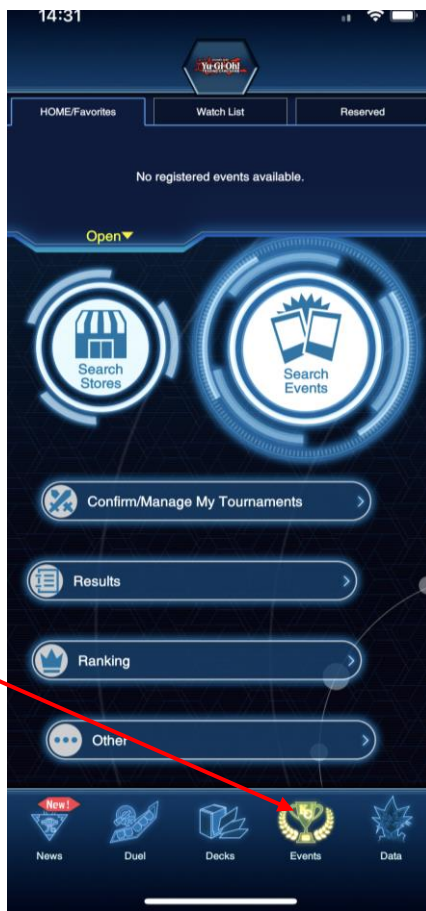 14:31
Yu-Gi-Oh!
HOME/Favorites
Watch List
Reserved
No registered events available.
Open▼
Search
Stores
Search
Events
Confirm/Manage My Tournaments
Results
Ranking
Other
New!
News
Duel
Decks
Events
Data